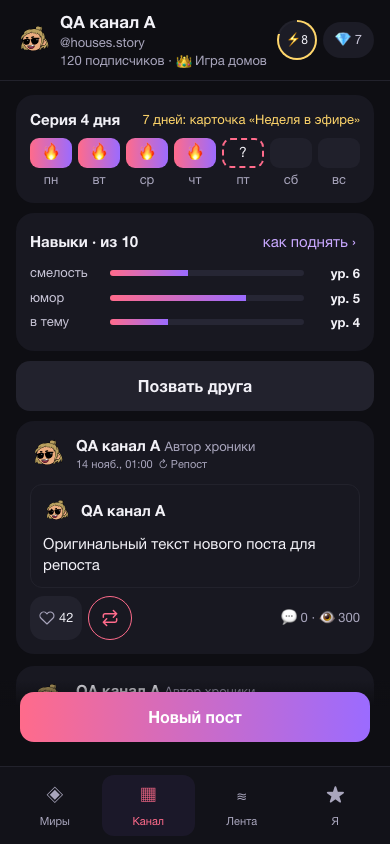 QA канал A
@houses.story
120 подписчиков · 👑 Игра домов
⚡8
💎 7
Серия 4 дня
7 дней: карточка «Неделя в эфире»
?
пн вт ср чт пт сб вс
Навыки · из 10
как поднять ›
смелость ур. 6
юмор ур. 5
в тему ур. 4
Позвать друга
QA канал A Автор хроники
14 нояб., 01:00 ↻ Репост
QA канал A
Оригинальный текст нового поста для
репоста
42
💬 0 · 👁 300
QA канал A Автор хроники
Новый пост
Миры Канал Лента Я